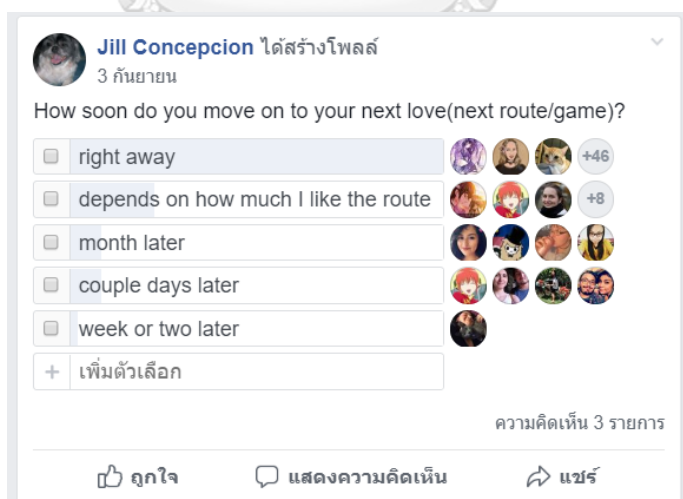 Jill Concepcion ได้สร้างโพลล์
3 กันยายน
How soon do you move on to your next love(next route/game)?
right away +46
depends on how much I like the route +8
month later
couple days later
week or two later
+ เพิ่มตัวเลือก
ความคิดเห็น 3 รายการ
ถูกใจ แสดงความคิดเห็น แชร์